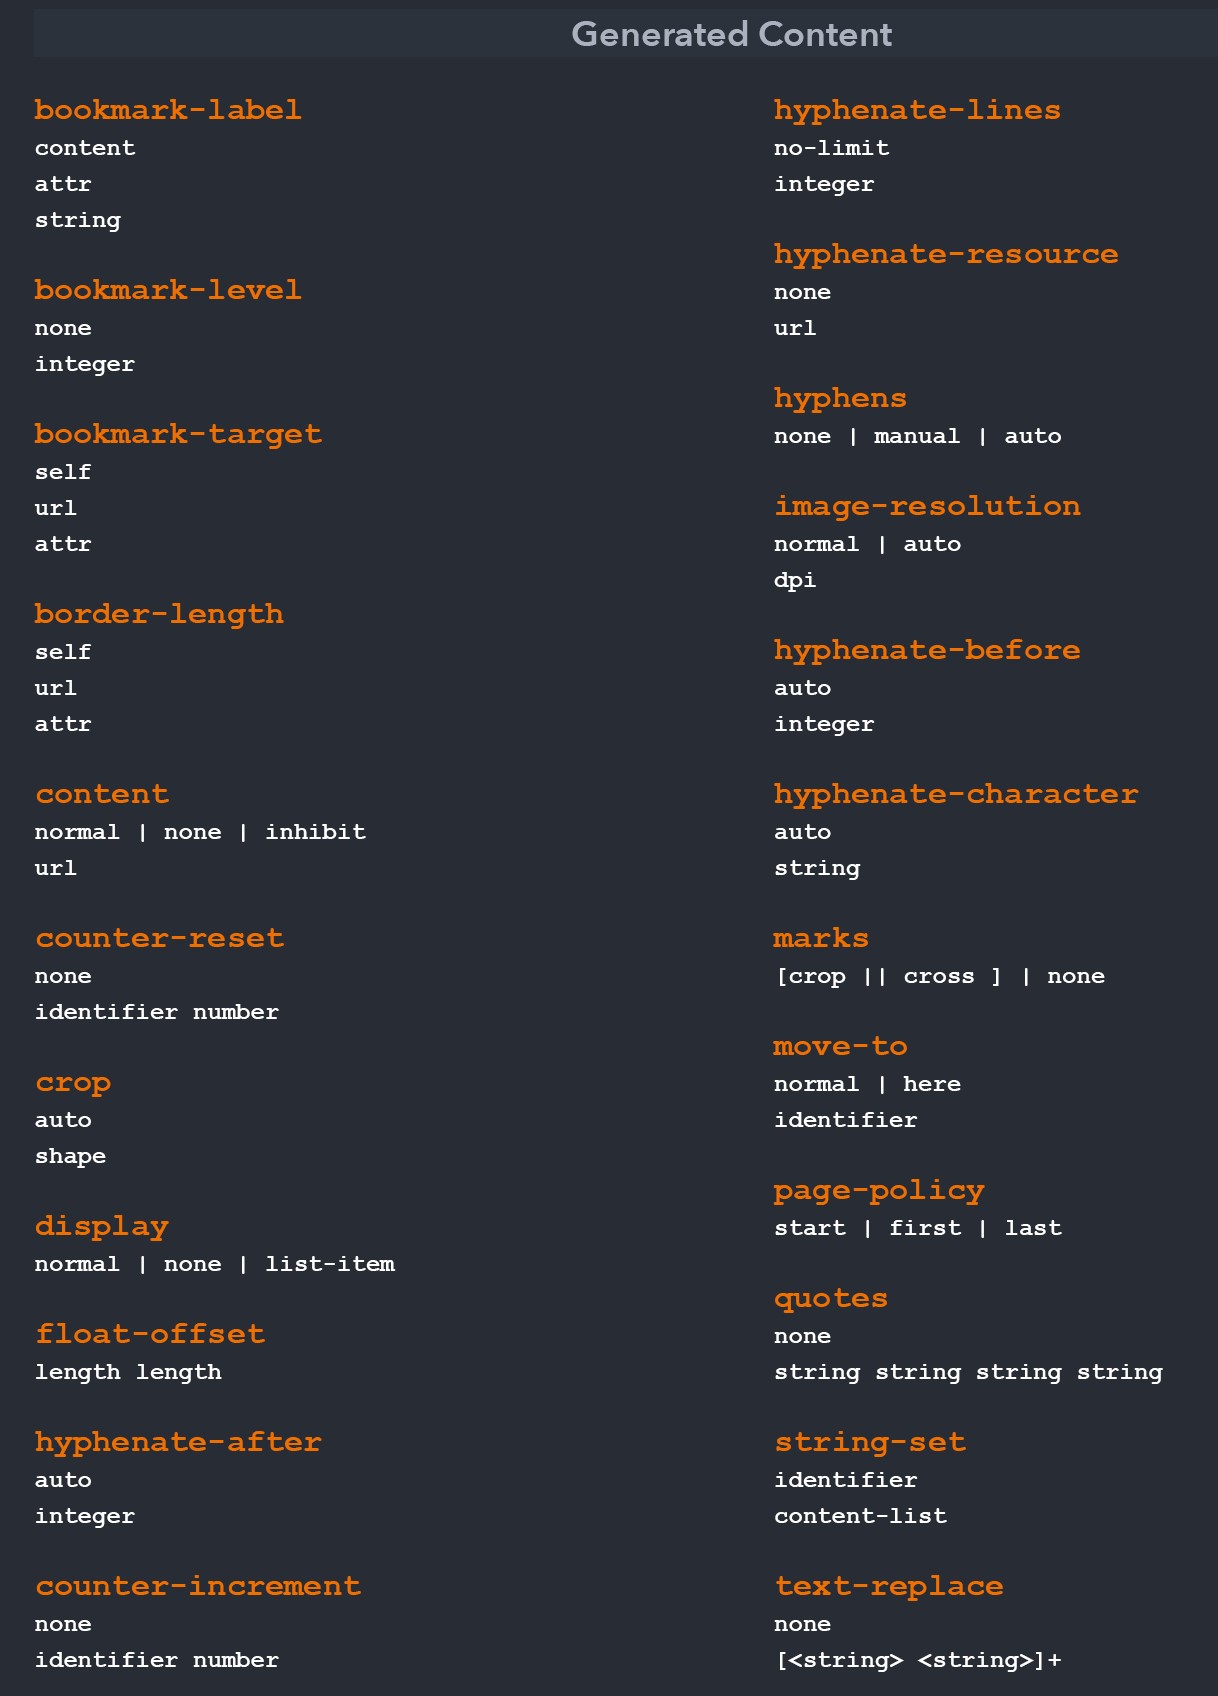 Generated Content
bookmark-label
content
attr
string
bookmark-level
none
integer
bookmark-target
self
url
attr
border-length
self
url
attr
content
normal | none | inhibit
url
counter-reset
none
identifier number
crop
auto
shape
display
normal | none | list-item
float-offset
length length
hyphenate-after
auto
integer
counter-increment
none
identifier number
hyphenate-lines
no-limit
integer
hyphenate-resource
none
url
hyphens
none | manual | auto
image-resolution
normal | auto
dpi
hyphenate-before
auto
integer
hyphenate-character
auto
string
marks
[crop || cross ] | none
move-to
normal | here
identifier
page-policy
start | first | last
quotes
none
string string string string
string-set
identifier
content-list
text-replace
none
[<string> <string>]+